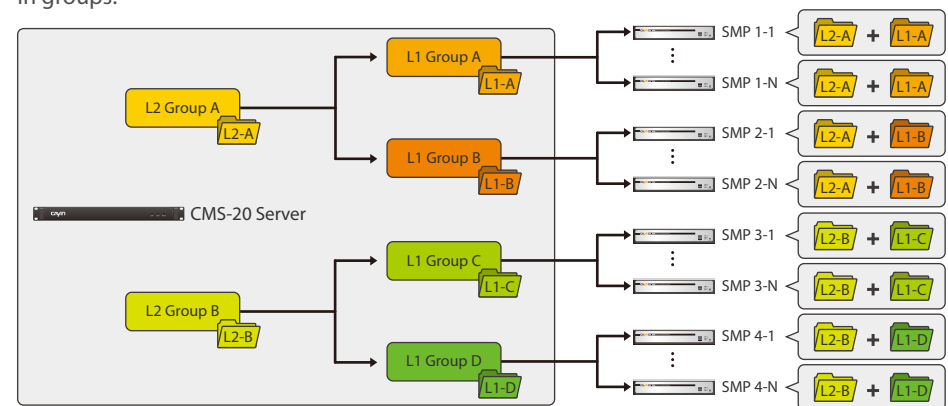 in groups.
L2 Group A
L2-A
L1 Group A
L1-A
L1 Group B
L1-B
CAYIN
CMS-20 Server
L2 Group B
L2-B
L1 Group C
L1-C
L1 Group D
L1-D
SMP 1-1
L2-A + L1-A
SMP 1-N
L2-A + L1-A
SMP 2-1
L2-A + L1-B
SMP 2-N
L2-A + L1-B
SMP 3-1
L2-B + L1-C
SMP 3-N
L2-B + L1-C
SMP 4-1
L2-B + L1-D
SMP 4-N
L2-B + L1-D